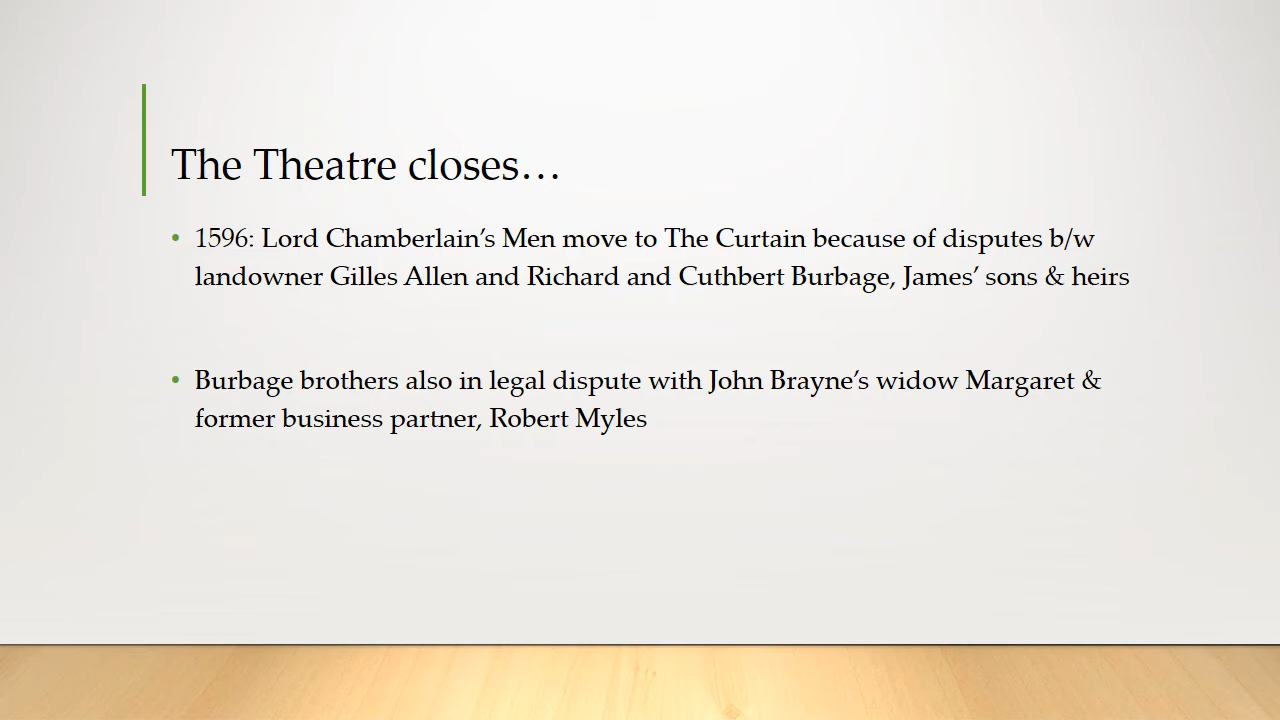 The Theatre closes…
• 1596: Lord Chamberlain’s Men move to The Curtain because of disputes b/w
landowner Gilles Allen and Richard and Cuthbert Burbage, James’ sons & heirs
• Burbage brothers also in legal dispute with John Brayne’s widow Margaret &
former business partner, Robert Myles